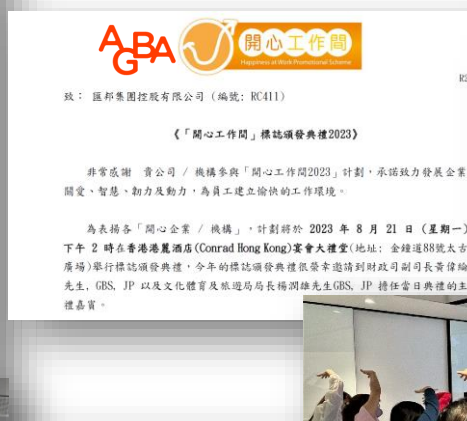 AGBA
開心工作間
Happiness at Work Promotional Scheme
致： 匯邦集團控股有限公司（編號: RC411)
《「開心工作間」標誌頒發典禮2023》
非常感謝　貴公司 / 機構參與「開心工作間2023」計劃，承諾致力發展企業
關愛、智慧、韌力及動力，為員工建立愉快的工作環境。
為表揚各「開心企業 / 機構」，計劃將於 2023 年 8 月 21 日 (星期一)
下午 2 時在香港港麗酒店(Conrad Hong Kong)宴會大禮堂(地址: 金鐘道88號太古
廣場)舉行標誌頒發典禮，今年的標誌頒發典禮很榮幸邀請到財政司副司長黃偉綸
先生, GBS, JP 以及文化體育及旅遊局局長楊潤雄先生GBS, JP 擔任當日典禮的主
禮嘉賓。